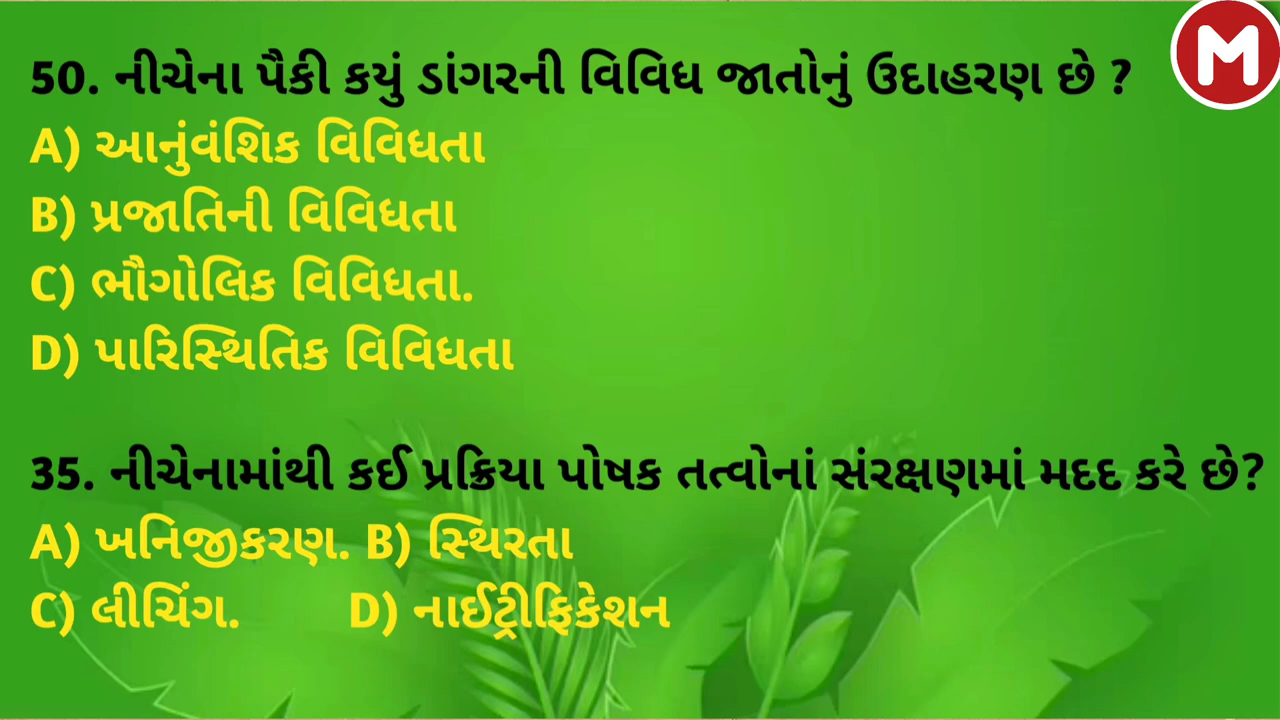 50. નીચેના પૈકી કયું ડાંગરની વિવિધ જાતોનું ઉદાહરણ છે ?
A) આનુંવંશિક વિવિધતા
B) પ્રજાતિની વિવિધતા
C) ભૌગોલિક વિવિધતા.
D) પારિસ્થિતિક વિવિધતા
35. નીચેનામાંથી કઈ પ્રક્રિયા પોષક તત્વોનાં સંરક્ષણમાં મદદ કરે છે?
A) ખનિજીકરણ. B) સ્થિરતા
C) લીચિંગ. D) નાઈટ્રીફિકેશન
M